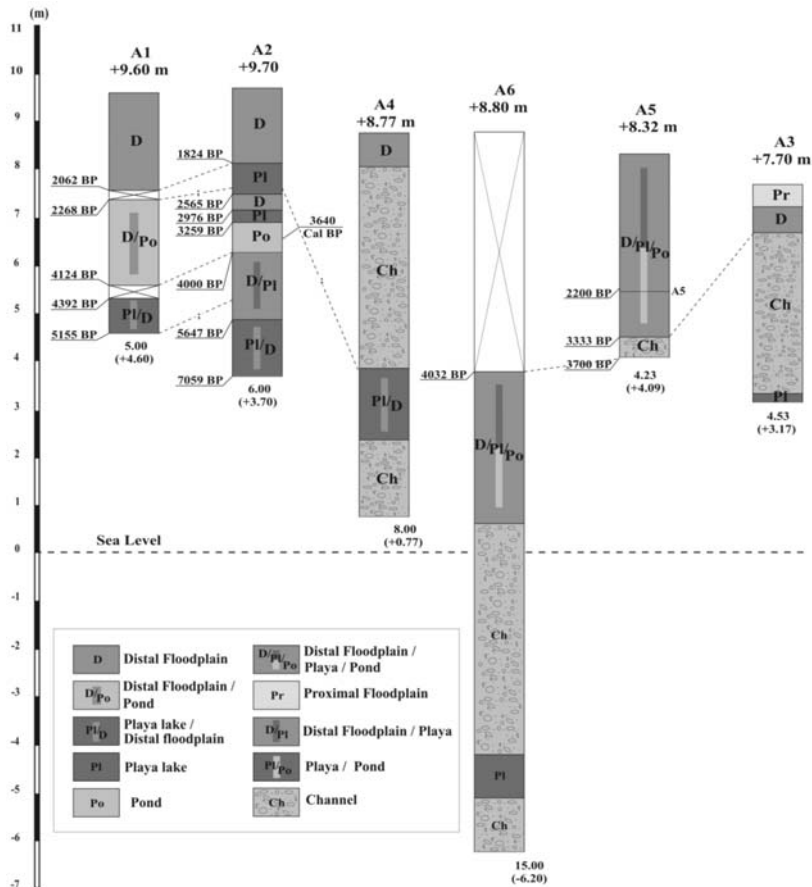 (m)
11
10
9
8
7
6
5
4
3
2
1
0
-1
-2
-3
-4
-5
-6
-7
A1
+9.60 m
D
2062 BP
2268 BP
D/Po
4124 BP
4392 BP
Pl/D
5155 BP
5.00
(+4.60)
A2
+9.70
D
1824 BP
Pl
2565 BP
D
2976 BP
Pl
3259 BP
Po
3640
Cal BP
4000 BP
D/Pl
5647 BP
Pl/D
7059 BP
6.00
(+3.70)
A4
+8.77 m
D
Ch
Pl/D
Ch
8.00
(+0.77)
A6
+8.80 m
4032 BP
D/Pl/Po
Ch
Pl
Ch
15.00
(-6.20)
A5
+8.32 m
D/Pl/Po
2200 BP
A5
3333 BP
Ch
3700 BP
4.23
(+4.09)
A3
+7.70 m
Pr
D
Ch
Pl
4.53
(+3.17)
Sea Level
D Distal Floodplain
D/Po Distal Floodplain /
Pond
Pl/D Playa lake /
Distal floodplain
Pl Playa lake
Po Pond
D/Pl/Po Distal Floodplain /
Playa / Pond
Pr Proximal Floodplain
D/Pl Distal Floodplain / Playa
Pl/Po Playa / Pond
Ch Channel